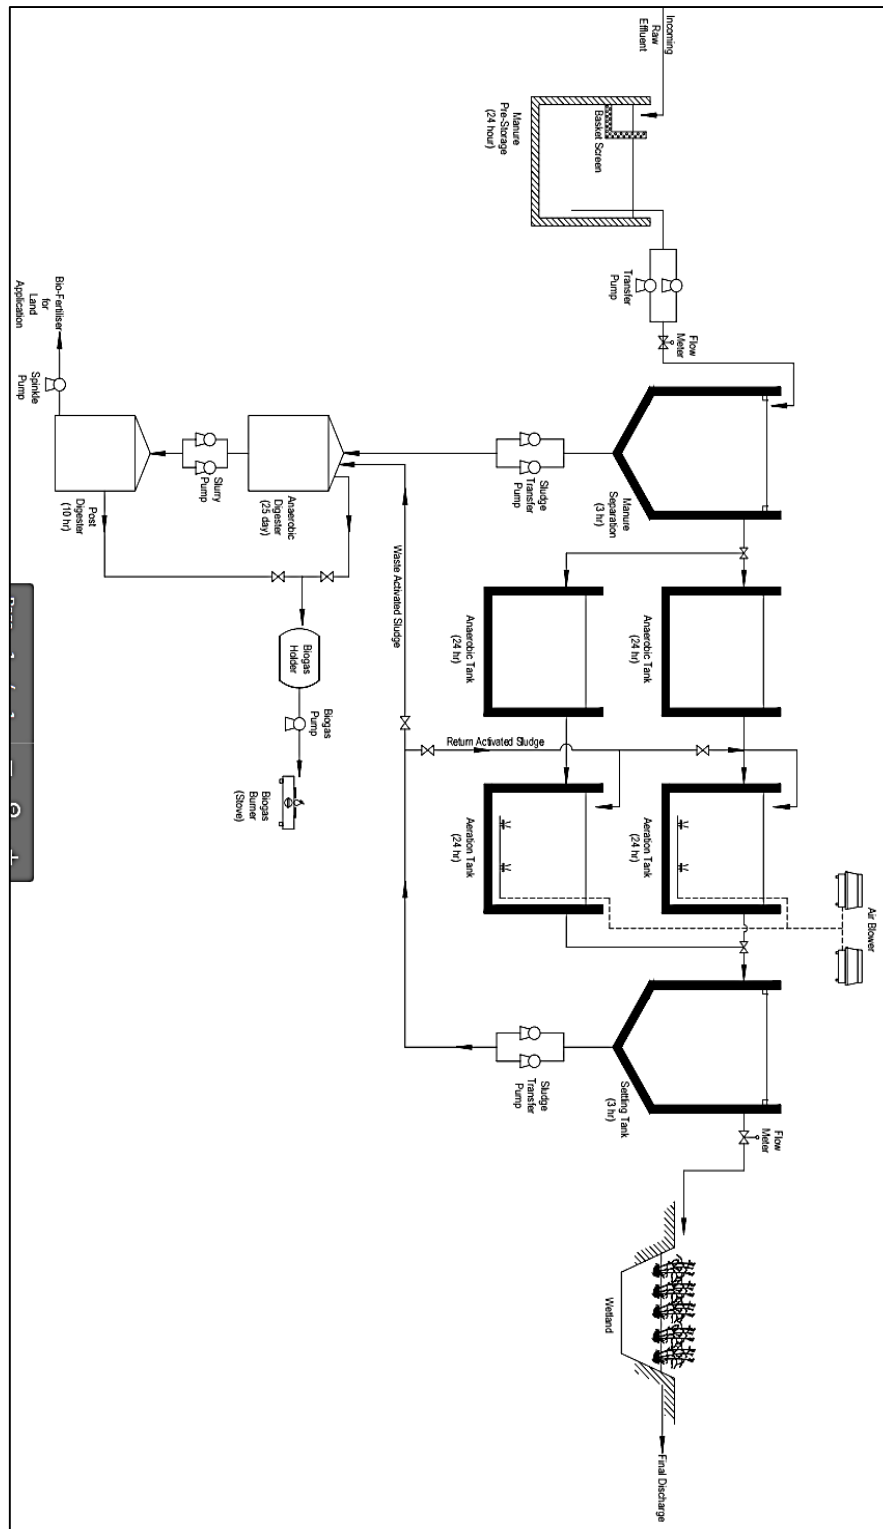 Incoming
Raw
Effluent
Basket Screen
Manure
Pre-Storage
(24 hour)
Transfer
Pump
Flow
Meter
Manure
Separation
(3 hr)
Sludge
Transfer
Pump
Anaerobic
Digester
(25 day)
Slurry
Pump
Post
Digester
(10 hr)
Spinkle
Pump
Bio-Fertiliser
for
Land
Application
Anaerobic Tank
(24 hr)
Anaerobic Tank
(24 hr)
Waste Activated Sludge
Biogas
Holder
Biogas
Pump
Biogas
Burner
(Stove)
Return Activated Sludge
Aeration Tank
(24 hr)
Aeration Tank
(24 hr)
Air Blower
Settling Tank
(3 hr)
Sludge
Transfer
Pump
Flow
Meter
Wetland
Final Discharge